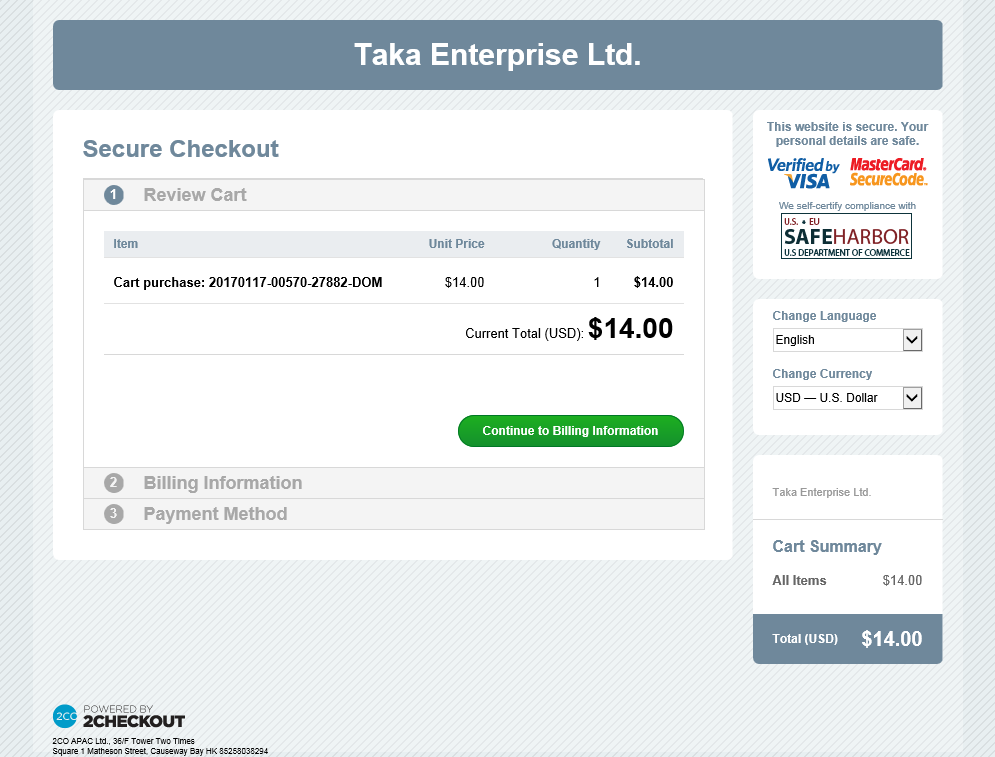 Taka Enterprise Ltd.
Secure Checkout
1 Review Cart
Item Unit Price Quantity Subtotal
Cart purchase: 20170117-00570-27882-DOM $14.00 1 $14.00
Current Total (USD): $14.00
Continue to Billing Information
2 Billing Information
3 Payment Method
This website is secure. Your
personal details are safe.
Verified by
VISA
MasterCard.
SecureCode.
We self-certify compliance with
U.S. ♦ EU
SAFEHARBOR
U.S DEPARTMENT OF COMMERCE
Change Language
English
Change Currency
USD — U.S. Dollar
Taka Enterprise Ltd.
Cart Summary
All Items $14.00
Total (USD) $14.00
2CO
POWERED BY
2CHECKOUT
2CO APAC Ltd., 36/F Tower Two Times
Square 1 Matheson Street, Causeway Bay HK 85258038294